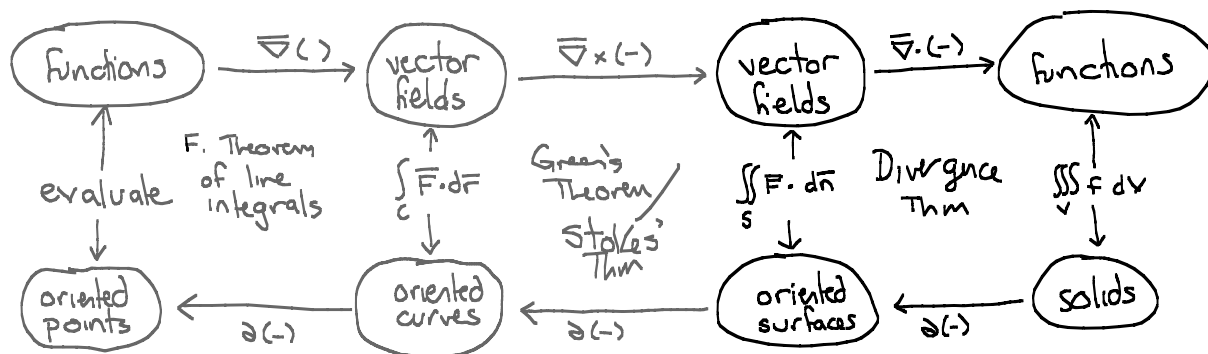 functions
∇̅( )
vector
fields
∇̅ × (-)
vector
fields
∇̅ · (-)
functions
evaluate
F. Theorem
of line
integrals
∫ F̅ · dr̅
C
Green's
Theorem
Stokes'
Thm
∬ F̅ · dn̅
S
Divergence
Thm
∭ f dV
V
oriented
points
∂(-)
oriented
curves
∂(-)
oriented
surfaces
∂(-)
solids